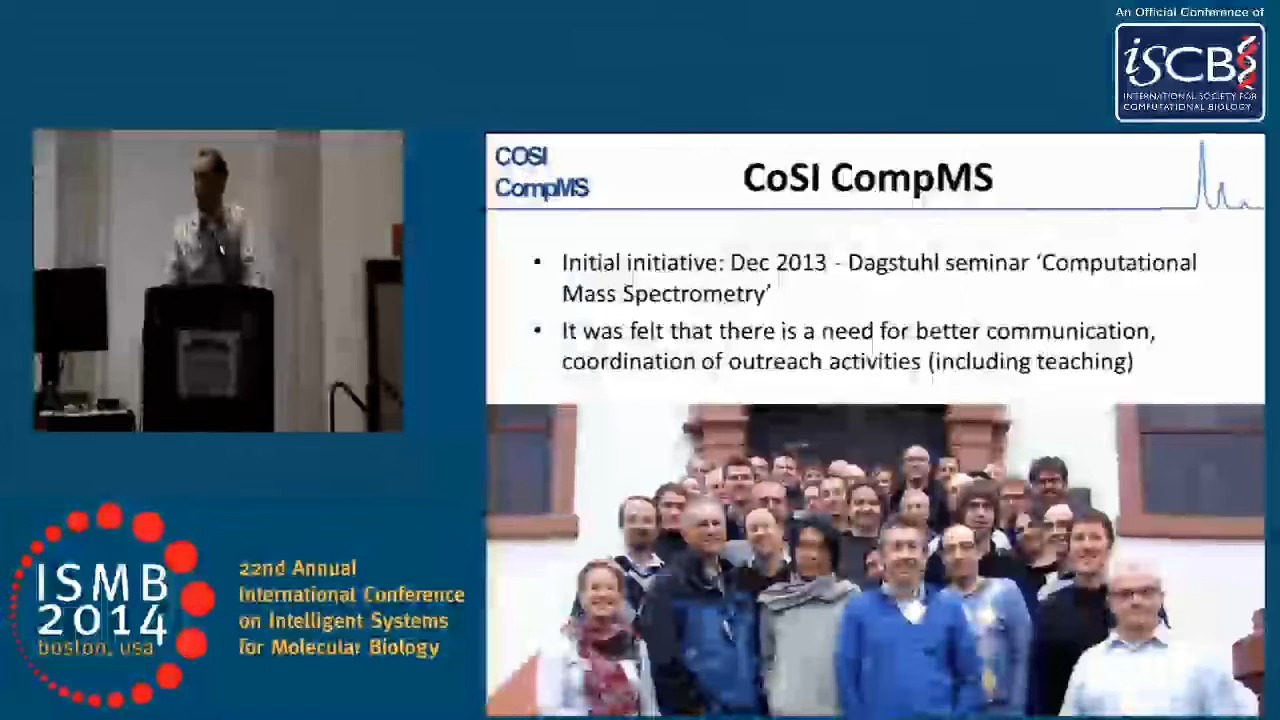 An Official Conference of
iSCB
INTERNATIONAL SOCIETY FOR
COMPUTATIONAL BIOLOGY
COSI
CompMS
CoSI CompMS
• Initial initiative: Dec 2013 - Dagstuhl seminar ‘Computational
Mass Spectrometry’
• It was felt that there is a need for better communication,
coordination of outreach activities (including teaching)
ISMB
2014
boston, usa
22nd Annual
International Conference
on Intelligent Systems
for Molecular Biology